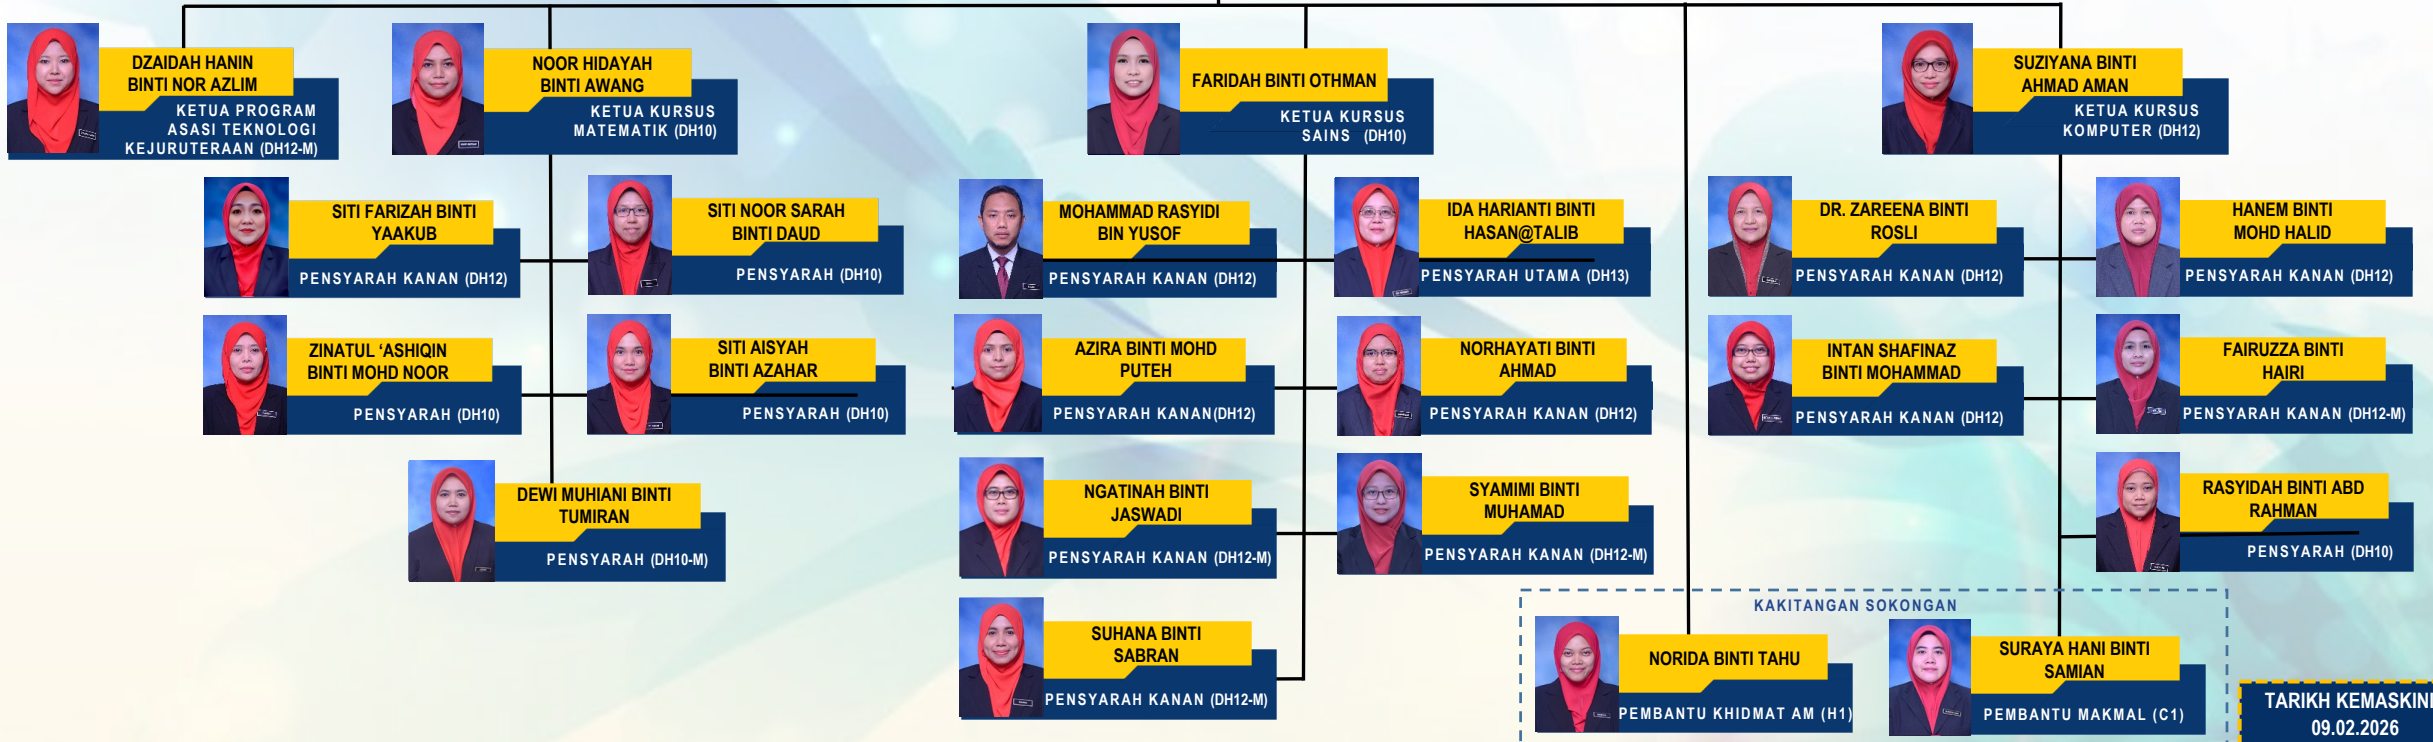 DZAIDAH HANIN
BINTI NOR AZLIM
KETUA PROGRAM
ASASI TEKNOLOGI
KEJURUTERAAN (DH12-M)
NOOR HIDAYAH
BINTI AWANG
KETUA KURSUS
MATEMATIK (DH10)
FARIDAH BINTI OTHMAN
KETUA KURSUS
SAINS (DH10)
SUZIYANA BINTI
AHMAD AMAN
KETUA KURSUS
KOMPUTER (DH12)
SITI FARIZAH BINTI
YAAKUB
PENSYARAH KANAN (DH12)
SITI NOOR SARAH
BINTI DAUD
PENSYARAH (DH10)
MOHAMMAD RASYIDI
BIN YUSOF
PENSYARAH KANAN (DH12)
IDA HARIANTI BINTI
HASAN@TALIB
PENSYARAH UTAMA (DH13)
DR. ZAREENA BINTI
ROSLI
PENSYARAH KANAN (DH12)
HANEM BINTI
MOHD HALID
PENSYARAH KANAN (DH12)
ZINATUL ‘ASHIQIN
BINTI MOHD NOOR
PENSYARAH (DH10)
SITI AISYAH
BINTI AZAHAR
PENSYARAH (DH10)
AZIRA BINTI MOHD
PUTEH
PENSYARAH KANAN(DH12)
NORHAYATI BINTI
AHMAD
PENSYARAH KANAN (DH12)
INTAN SHAFINAZ
BINTI MOHAMMAD
PENSYARAH KANAN (DH12)
FAIRUZZA BINTI
HAIRI
PENSYARAH KANAN (DH12-M)
DEWI MUHIANI BINTI
TUMIRAN
PENSYARAH (DH10-M)
NGATINAH BINTI
JASWADI
PENSYARAH KANAN (DH12-M)
SYAMIMI BINTI
MUHAMAD
PENSYARAH KANAN (DH12-M)
RASYIDAH BINTI ABD
RAHMAN
PENSYARAH (DH10)
SUHANA BINTI
SABRAN
PENSYARAH KANAN (DH12-M)
KAKITANGAN SOKONGAN
NORIDA BINTI TAHU
PEMBANTU KHIDMAT AM (H1)
SURAYA HANI BINTI
SAMIAN
PEMBANTU MAKMAL (C1)
TARIKH KEMASKINI
09.02.2026